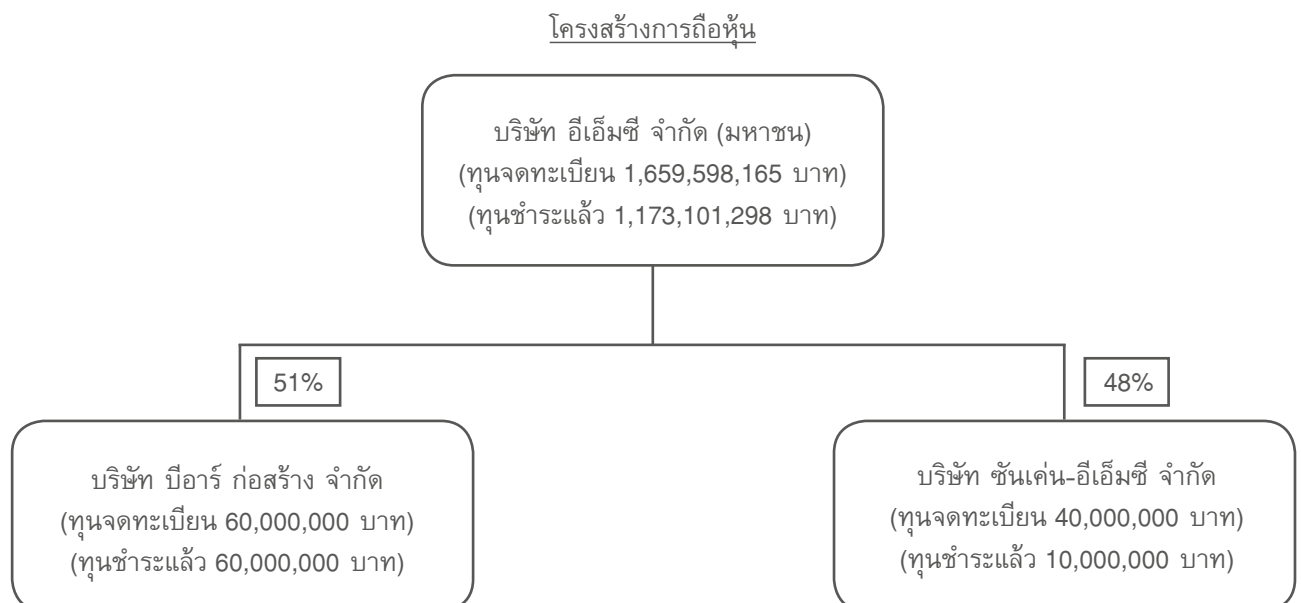 โครงสร้างการถือหุ้น
บริษัท อีเอ็มซี จำกัด (มหาชน)
(ทุนจดทะเบียน 1,659,598,165 บาท)
(ทุนชำระแล้ว 1,173,101,298 บาท)
51%
48%
บริษัท บีอาร์ ก่อสร้าง จำกัด
(ทุนจดทะเบียน 60,000,000 บาท)
(ทุนชำระแล้ว 60,000,000 บาท)
บริษัท ซันเค่น-อีเอ็มซี จำกัด
(ทุนจดทะเบียน 40,000,000 บาท)
(ทุนชำระแล้ว 10,000,000 บาท)